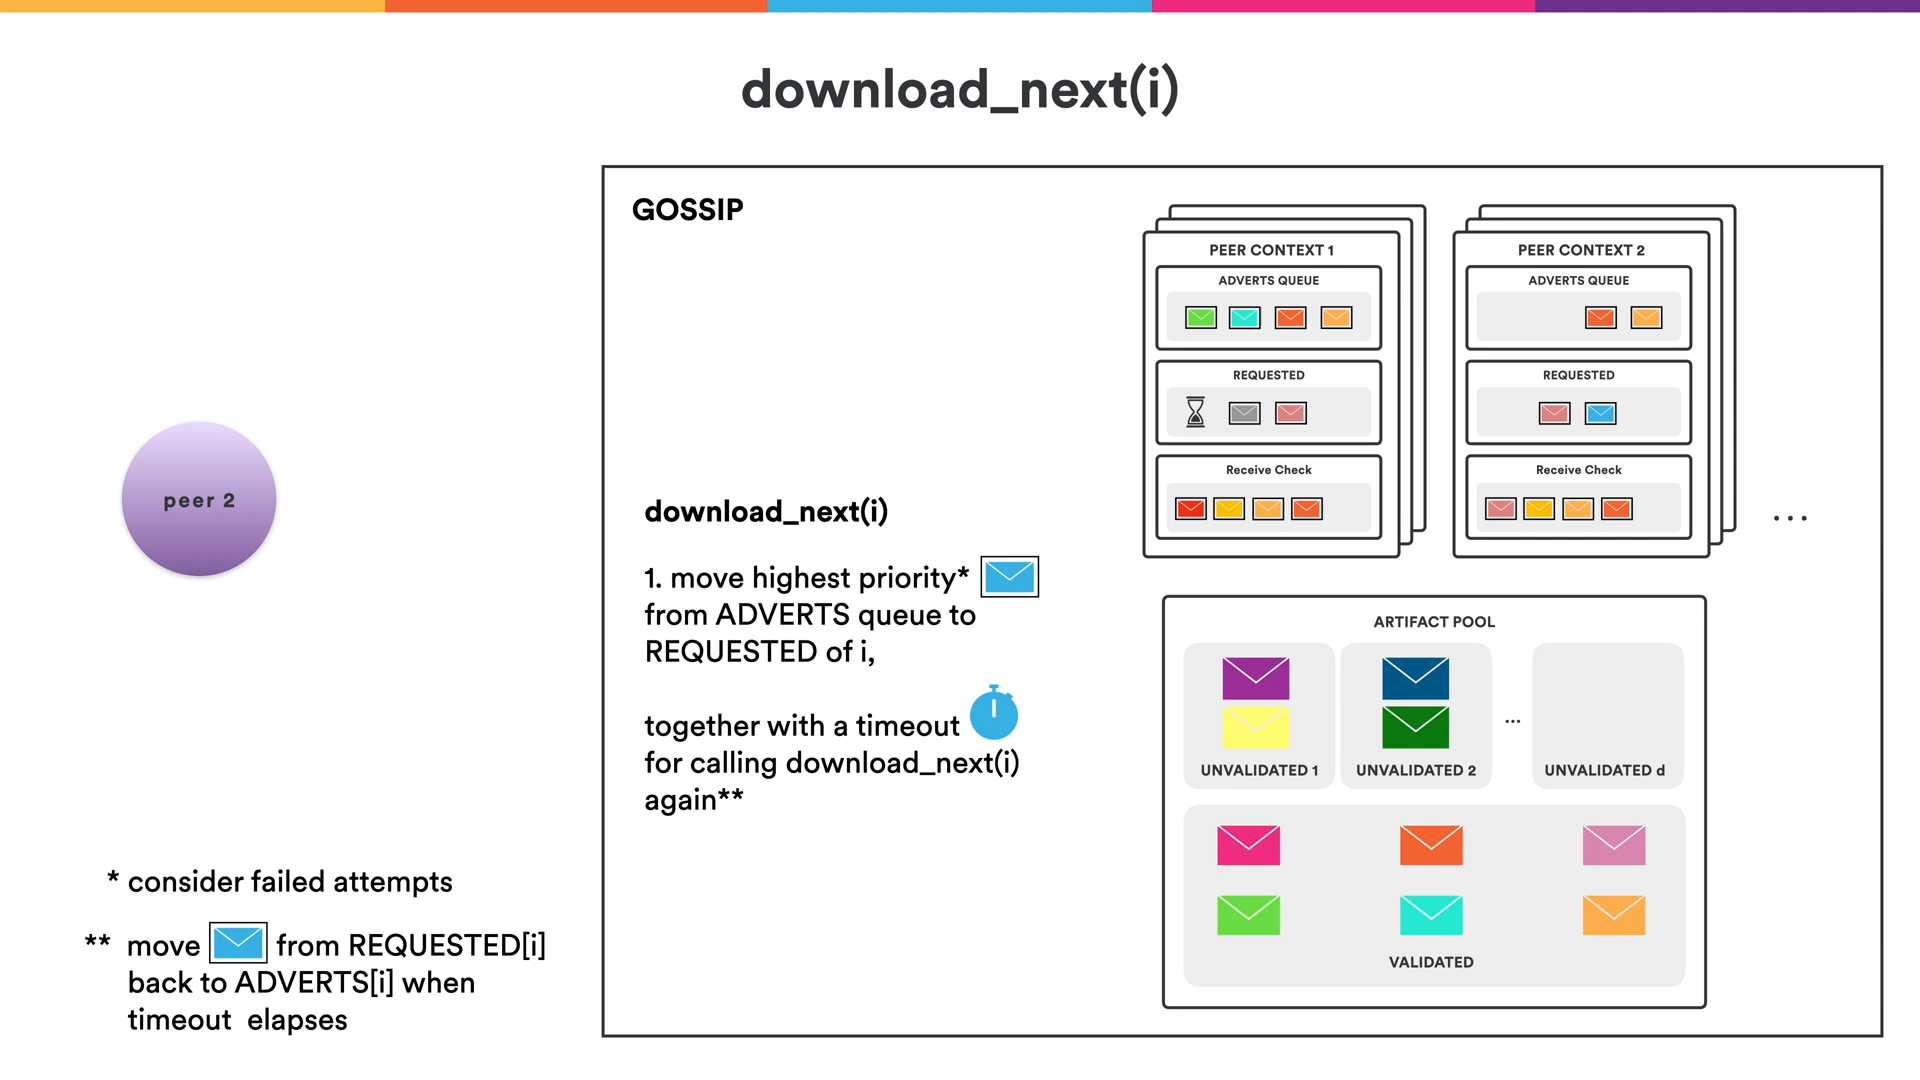 download_next(i)
GOSSIP
peer 2
download_next(i)
1. move highest priority*
from ADVERTS queue to
REQUESTED of i,
together with a timeout
for calling download_next(i)
again**
* consider failed attempts
** move from REQUESTED[i]
back to ADVERTS[i] when
timeout elapses
PEER CONTEXT 1
ADVERTS QUEUE
REQUESTED
Receive Check
PEER CONTEXT 2
ADVERTS QUEUE
REQUESTED
Receive Check
...
ARTIFACT POOL
UNVALIDATED 1
UNVALIDATED 2
...
UNVALIDATED d
VALIDATED